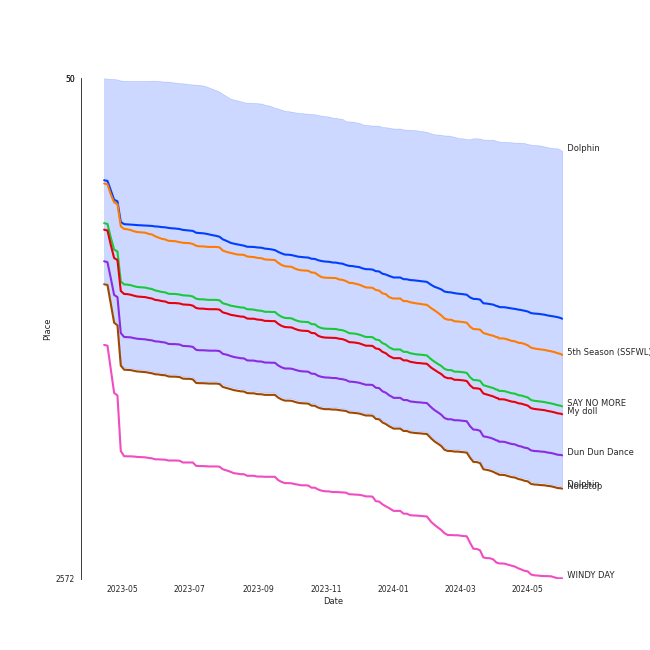 50
Dolphin
5th Season (SSFWL)
SAY NO MORE
My doll
Dun Dun Dance
Dolphin
Nonstop
WINDY DAY
Place
2572
2023-05 2023-07 2023-09 2023-11 2024-01 2024-03 2024-05
Date